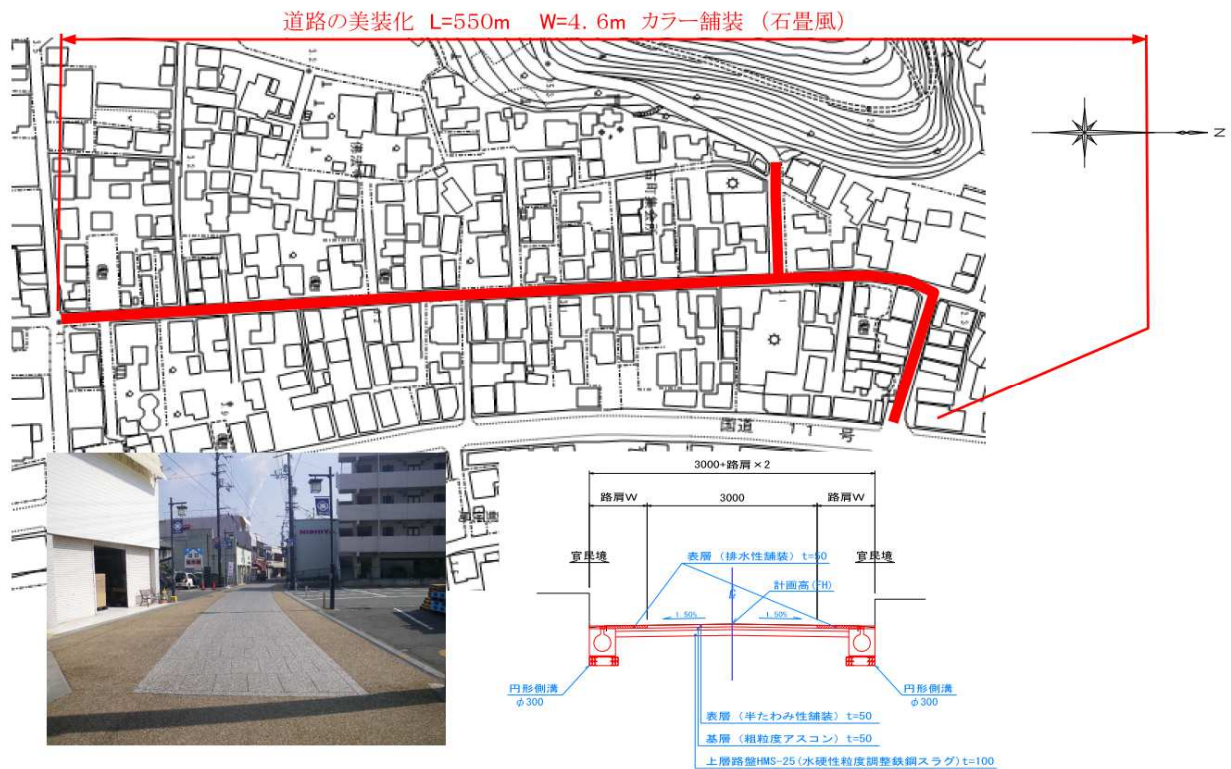 道路の美装化 L=550m W=4.6m カラー舗装 (石畳風)
N
国道 11 号
3000+路肩×2
路肩W 3000 路肩W
官民境 官民境
表層(排水性舗装)t=50
計画高(FH)
1.50% 1.50%
円形側溝
φ300
円形側溝
φ300
表層(半たわみ性舗装)t=50
基層(粗粒度アスコン)t=50
上層路盤HMS-25(水硬性粒度調整鉄鋼スラグ)t=100